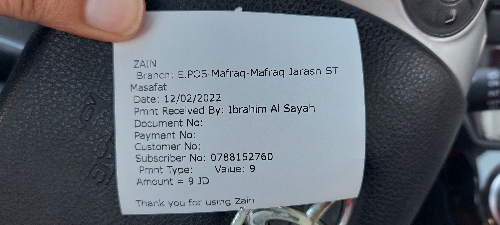 ZAIN
Branch: E.POS-Mafraq-Mafraq Jarash ST
Masafat
Date: 12/02/2022
Pmnt Received By: Ibrahim Al Sayah
Document No:
Payment No:
Customer No:
Subscriber No: 0788152760
Pmnt Type: Value: 9
Amount = 9 JD
Thank you for using Zain